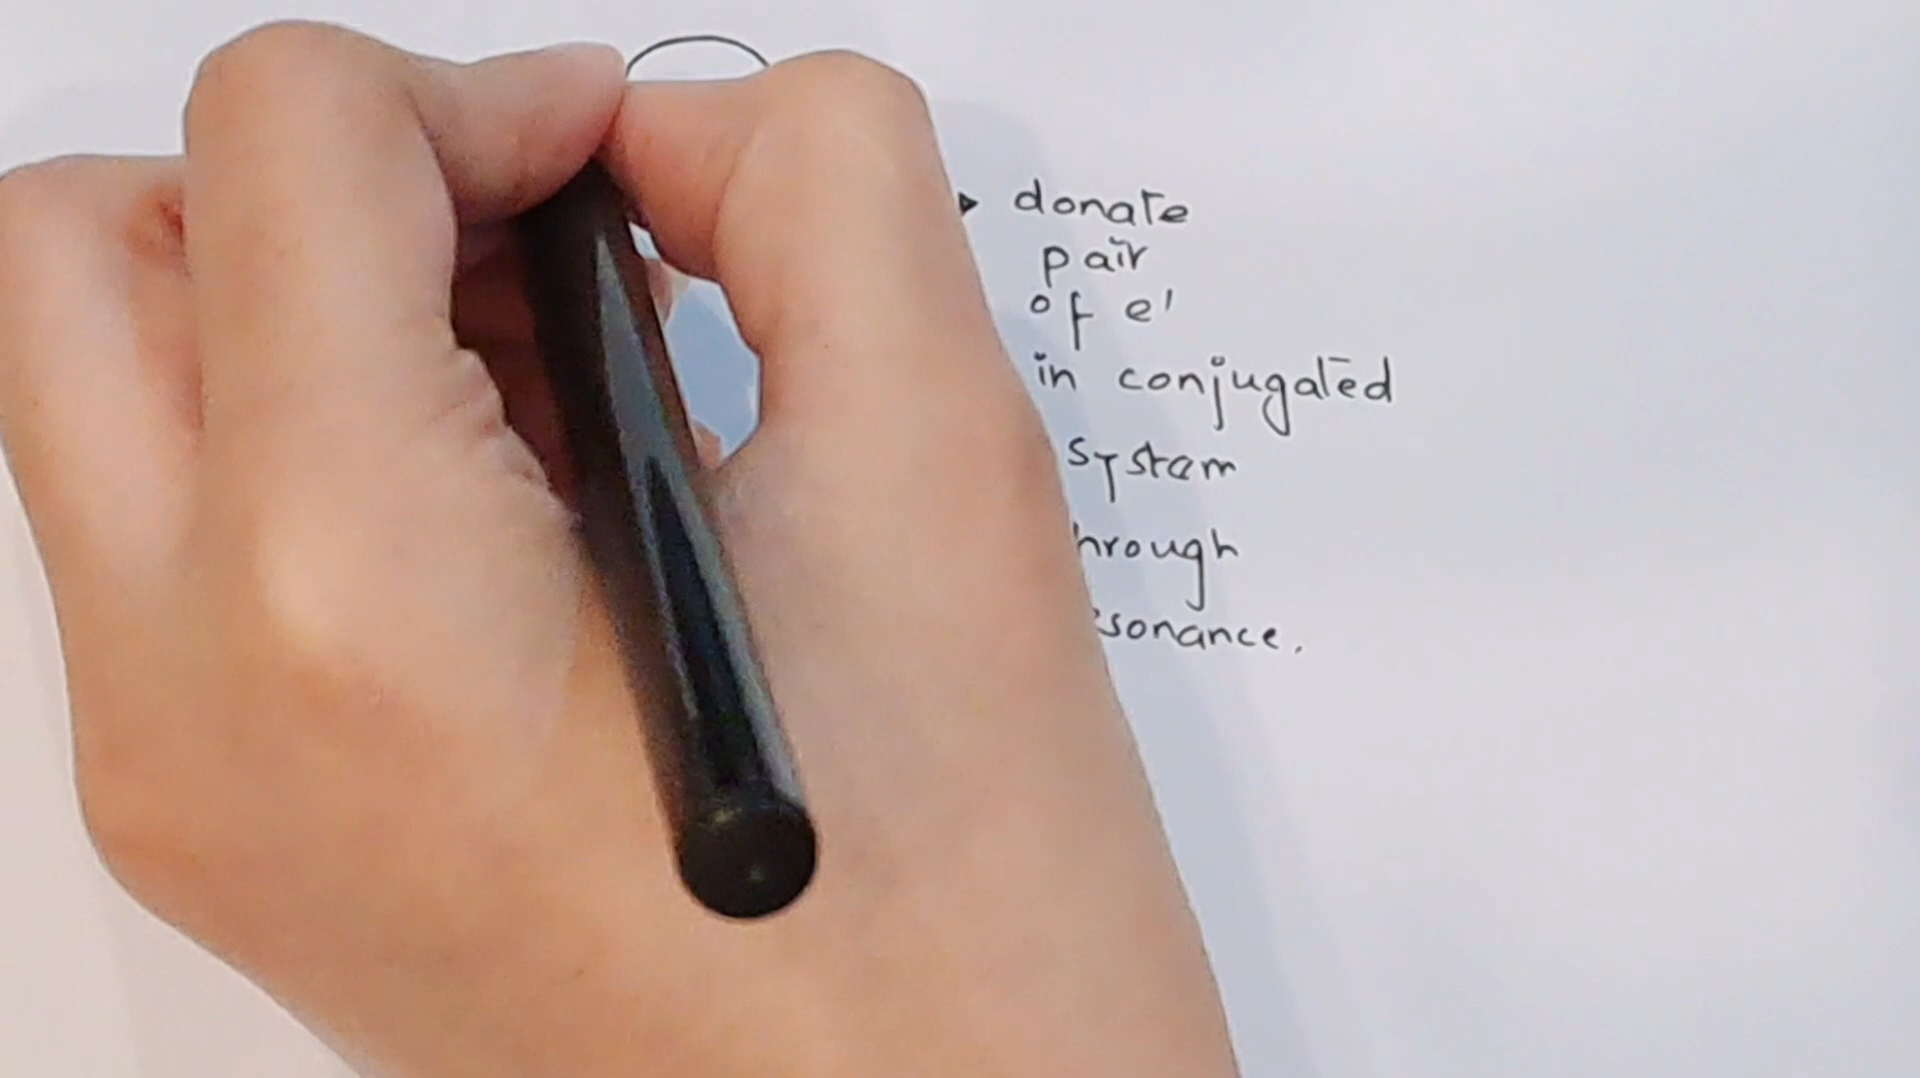 donate
pair
of e'
in conjugated
system
hrough
sonance.